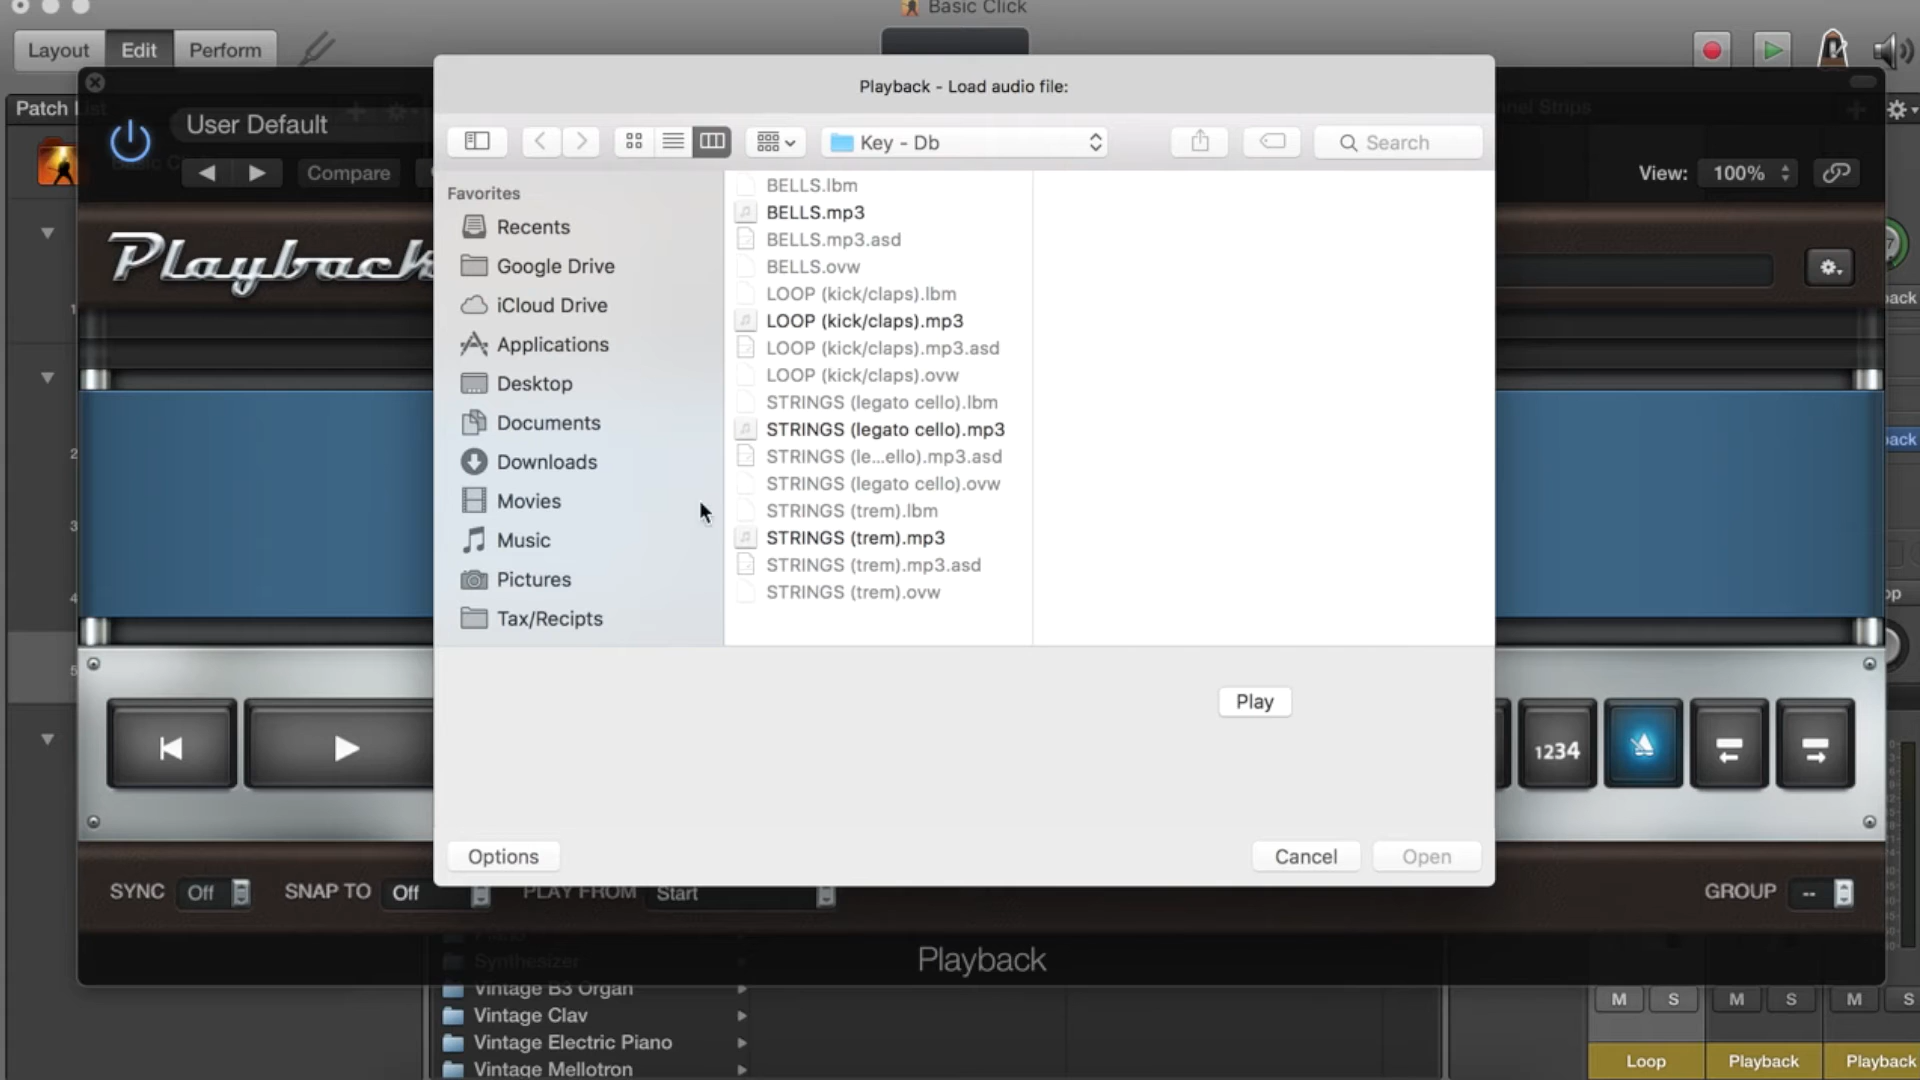 Basic Click
Layout
Edit
Perform
Playback - Load audio file:
Patch
User Default
Compare
View:
100%
Key - Db
Search
Favorites
Recents
Google Drive
iCloud Drive
Applications
Desktop
Documents
Downloads
Movies
Music
Pictures
Tax/Recipts
BELLS.lbm
BELLS.mp3
BELLS.mp3.asd
BELLS.ovw
LOOP (kick/claps).lbm
LOOP (kick/claps).mp3
LOOP (kick/claps).mp3.asd
LOOP (kick/claps).ovw
STRINGS (legato cello).lbm
STRINGS (legato cello).mp3
STRINGS (le...ello).mp3.asd
STRINGS (legato cello).ovw
STRINGS (trem).lbm
STRINGS (trem).mp3
STRINGS (trem).mp3.asd
STRINGS (trem).ovw
Playback
1
2
3
4
5
Play
1234
Options
Cancel
Open
SYNC
Off
SNAP TO
Off
PLAY FROM
Start
GROUP
--
Playback
Synthesizer
Vintage B3 Organ
Vintage Clav
Vintage Electric Piano
Vintage Mellotron
M
S
M
S
M
S
Loop
Playback
Playback